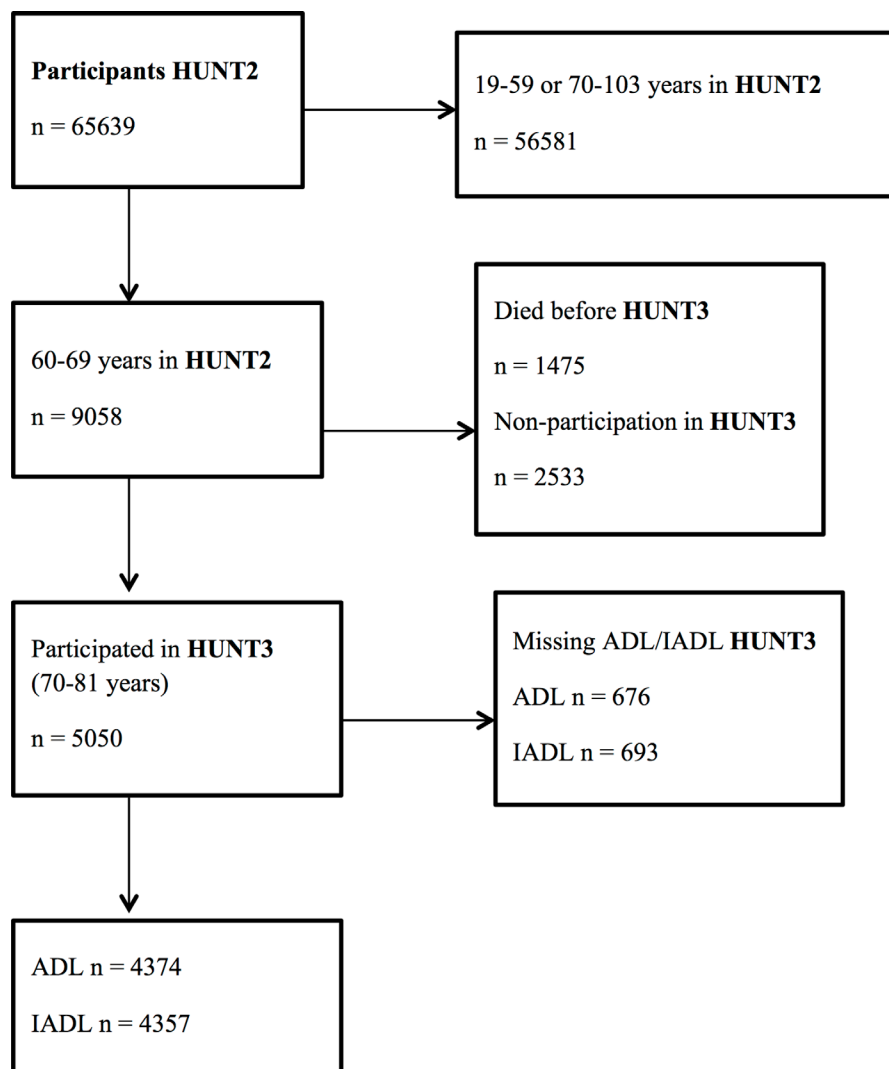 Participants HUNT2
n = 65639
19-59 or 70-103 years in HUNT2
n = 56581
60-69 years in HUNT2
n = 9058
Died before HUNT3
n = 1475
Non-participation in HUNT3
n = 2533
Participated in HUNT3
(70-81 years)
n = 5050
Missing ADL/IADL HUNT3
ADL n = 676
IADL n = 693
ADL n = 4374
IADL n = 4357